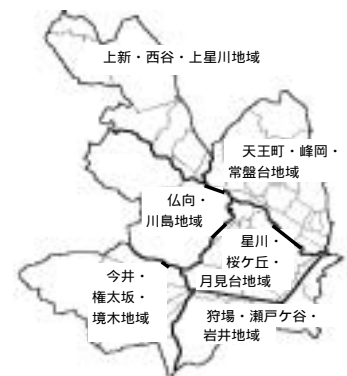 上新・西谷・上星川地域
天王町・峰岡・
常盤台地域
仏向・
川島地域
星川・
桜ケ丘・
月見台地域
今井・
権太坂・
境木地域
狩場・瀬戸ケ谷・
岩井地域